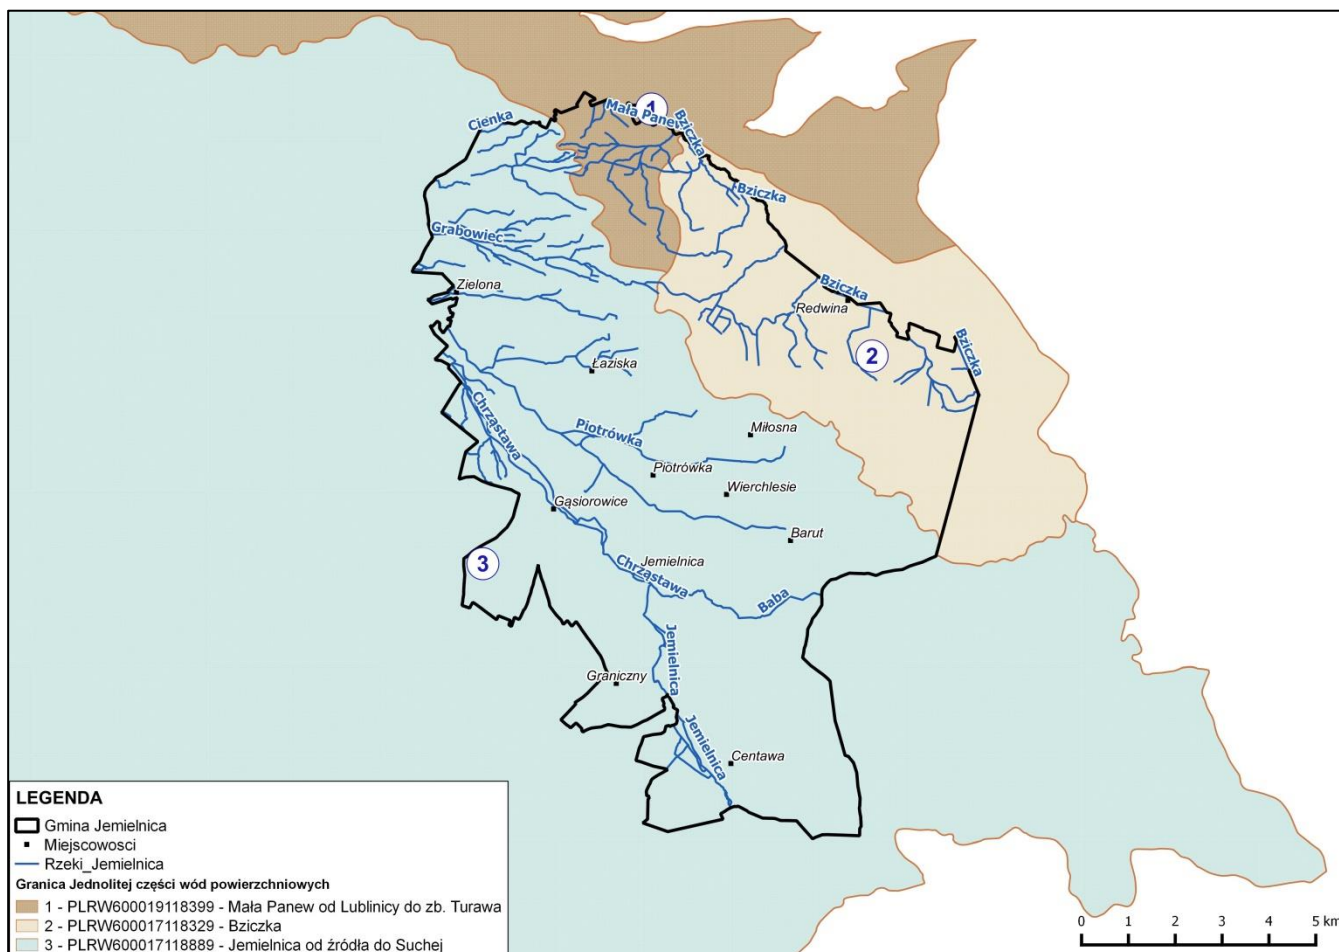 1
Mała Panew
Cienka
Bziczka
Bziczka
Grabowiec
Zielona
Bziczka
Redwina
Bziczka
2
Łaziska
Chrząstawa
Piotrówka
Miłosna
Piotrówka
Wierchlesie
Gąsiorowice
Barut
3
Jemielnica
Chrząstawa
Baba
Jemielnica
Graniczny
Jemielnica
Centawa
LEGENDA
Gmina Jemielnica
Miejscowosci
Rzeki_Jemielnica
Granica Jednolitej części wód powierzchniowych
1 - PLRW600019118399 - Mała Panew od Lublinicy do zb. Turawa
2 - PLRW600017118329 - Bziczka
3 - PLRW600017118889 - Jemielnica od źródła do Suchej
0 1 2 3 4 5 km